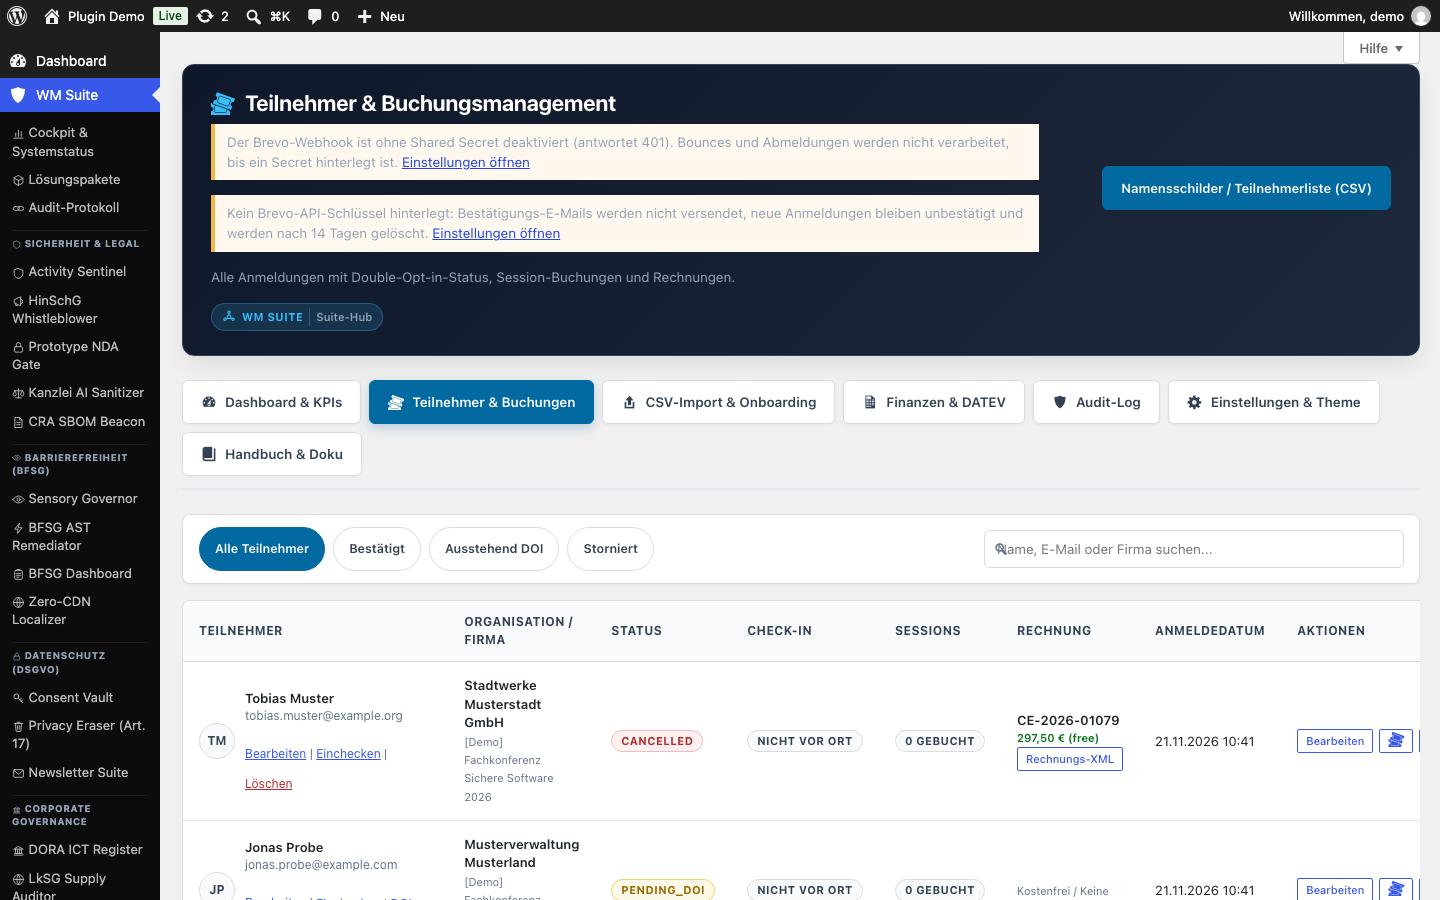 Plugin Demo Live 2 ⌘K 0 Neu
Willkommen, demo
Hilfe
Dashboard
WM Suite
Cockpit &
Systemstatus
Lösungspakete
Audit-Protokoll
SICHERHEIT & LEGAL
Activity Sentinel
HinSchG
Whistleblower
Prototype NDA
Gate
Kanzlei AI Sanitizer
CRA SBOM Beacon
BARRIEREFREIHEIT
(BFSG)
Sensory Governor
BFSG AST
Remediator
BFSG Dashboard
Zero-CDN
Localizer
DATENSCHUTZ
(DSGVO)
Consent Vault
Privacy Eraser (Art.
17)
Newsletter Suite
CORPORATE
GOVERNANCE
DORA ICT Register
LkSG Supply
Auditor
Teilnehmer & Buchungsmanagement
Der Brevo-Webhook ist ohne Shared Secret deaktiviert (antwortet 401). Bounces und Abmeldungen werden nicht verarbeitet,
bis ein Secret hinterlegt ist. Einstellungen öffnen
Kein Brevo-API-Schlüssel hinterlegt: Bestätigungs-E-Mails werden nicht versendet, neue Anmeldungen bleiben unbestätigt und
werden nach 14 Tagen gelöscht. Einstellungen öffnen
Alle Anmeldungen mit Double-Opt-in-Status, Session-Buchungen und Rechnungen.
WM SUITE Suite-Hub
Namensschilder / Teilnehmerliste (CSV)
Dashboard & KPIs
Teilnehmer & Buchungen
CSV-Import & Onboarding
Finanzen & DATEV
Audit-Log
Einstellungen & Theme
Handbuch & Doku
Alle Teilnehmer
Bestätigt
Ausstehend DOI
Storniert
Name, E-Mail oder Firma suchen...
TEILNEHMER
ORGANISATION /
FIRMA
STATUS
CHECK-IN
SESSIONS
RECHNUNG
ANMELDEDATUM
AKTIONEN
TM
Tobias Muster
tobias.muster@example.org
Bearbeiten | Einchecken |
Löschen
Stadtwerke
Musterstadt
GmbH
[Demo]
Fachkonferenz
Sichere Software
2026
CANCELLED
NICHT VOR ORT
0 GEBUCHT
CE-2026-01079
297,50 € (free)
Rechnungs-XML
21.11.2026 10:41
Bearbeiten
JP
Jonas Probe
jonas.probe@example.com
Musterverwaltung
Musterland
[Demo]
Fachkonferenz
PENDING_DOI
NICHT VOR ORT
0 GEBUCHT
Kostenfrei / Keine
21.11.2026 10:41
Bearbeiten